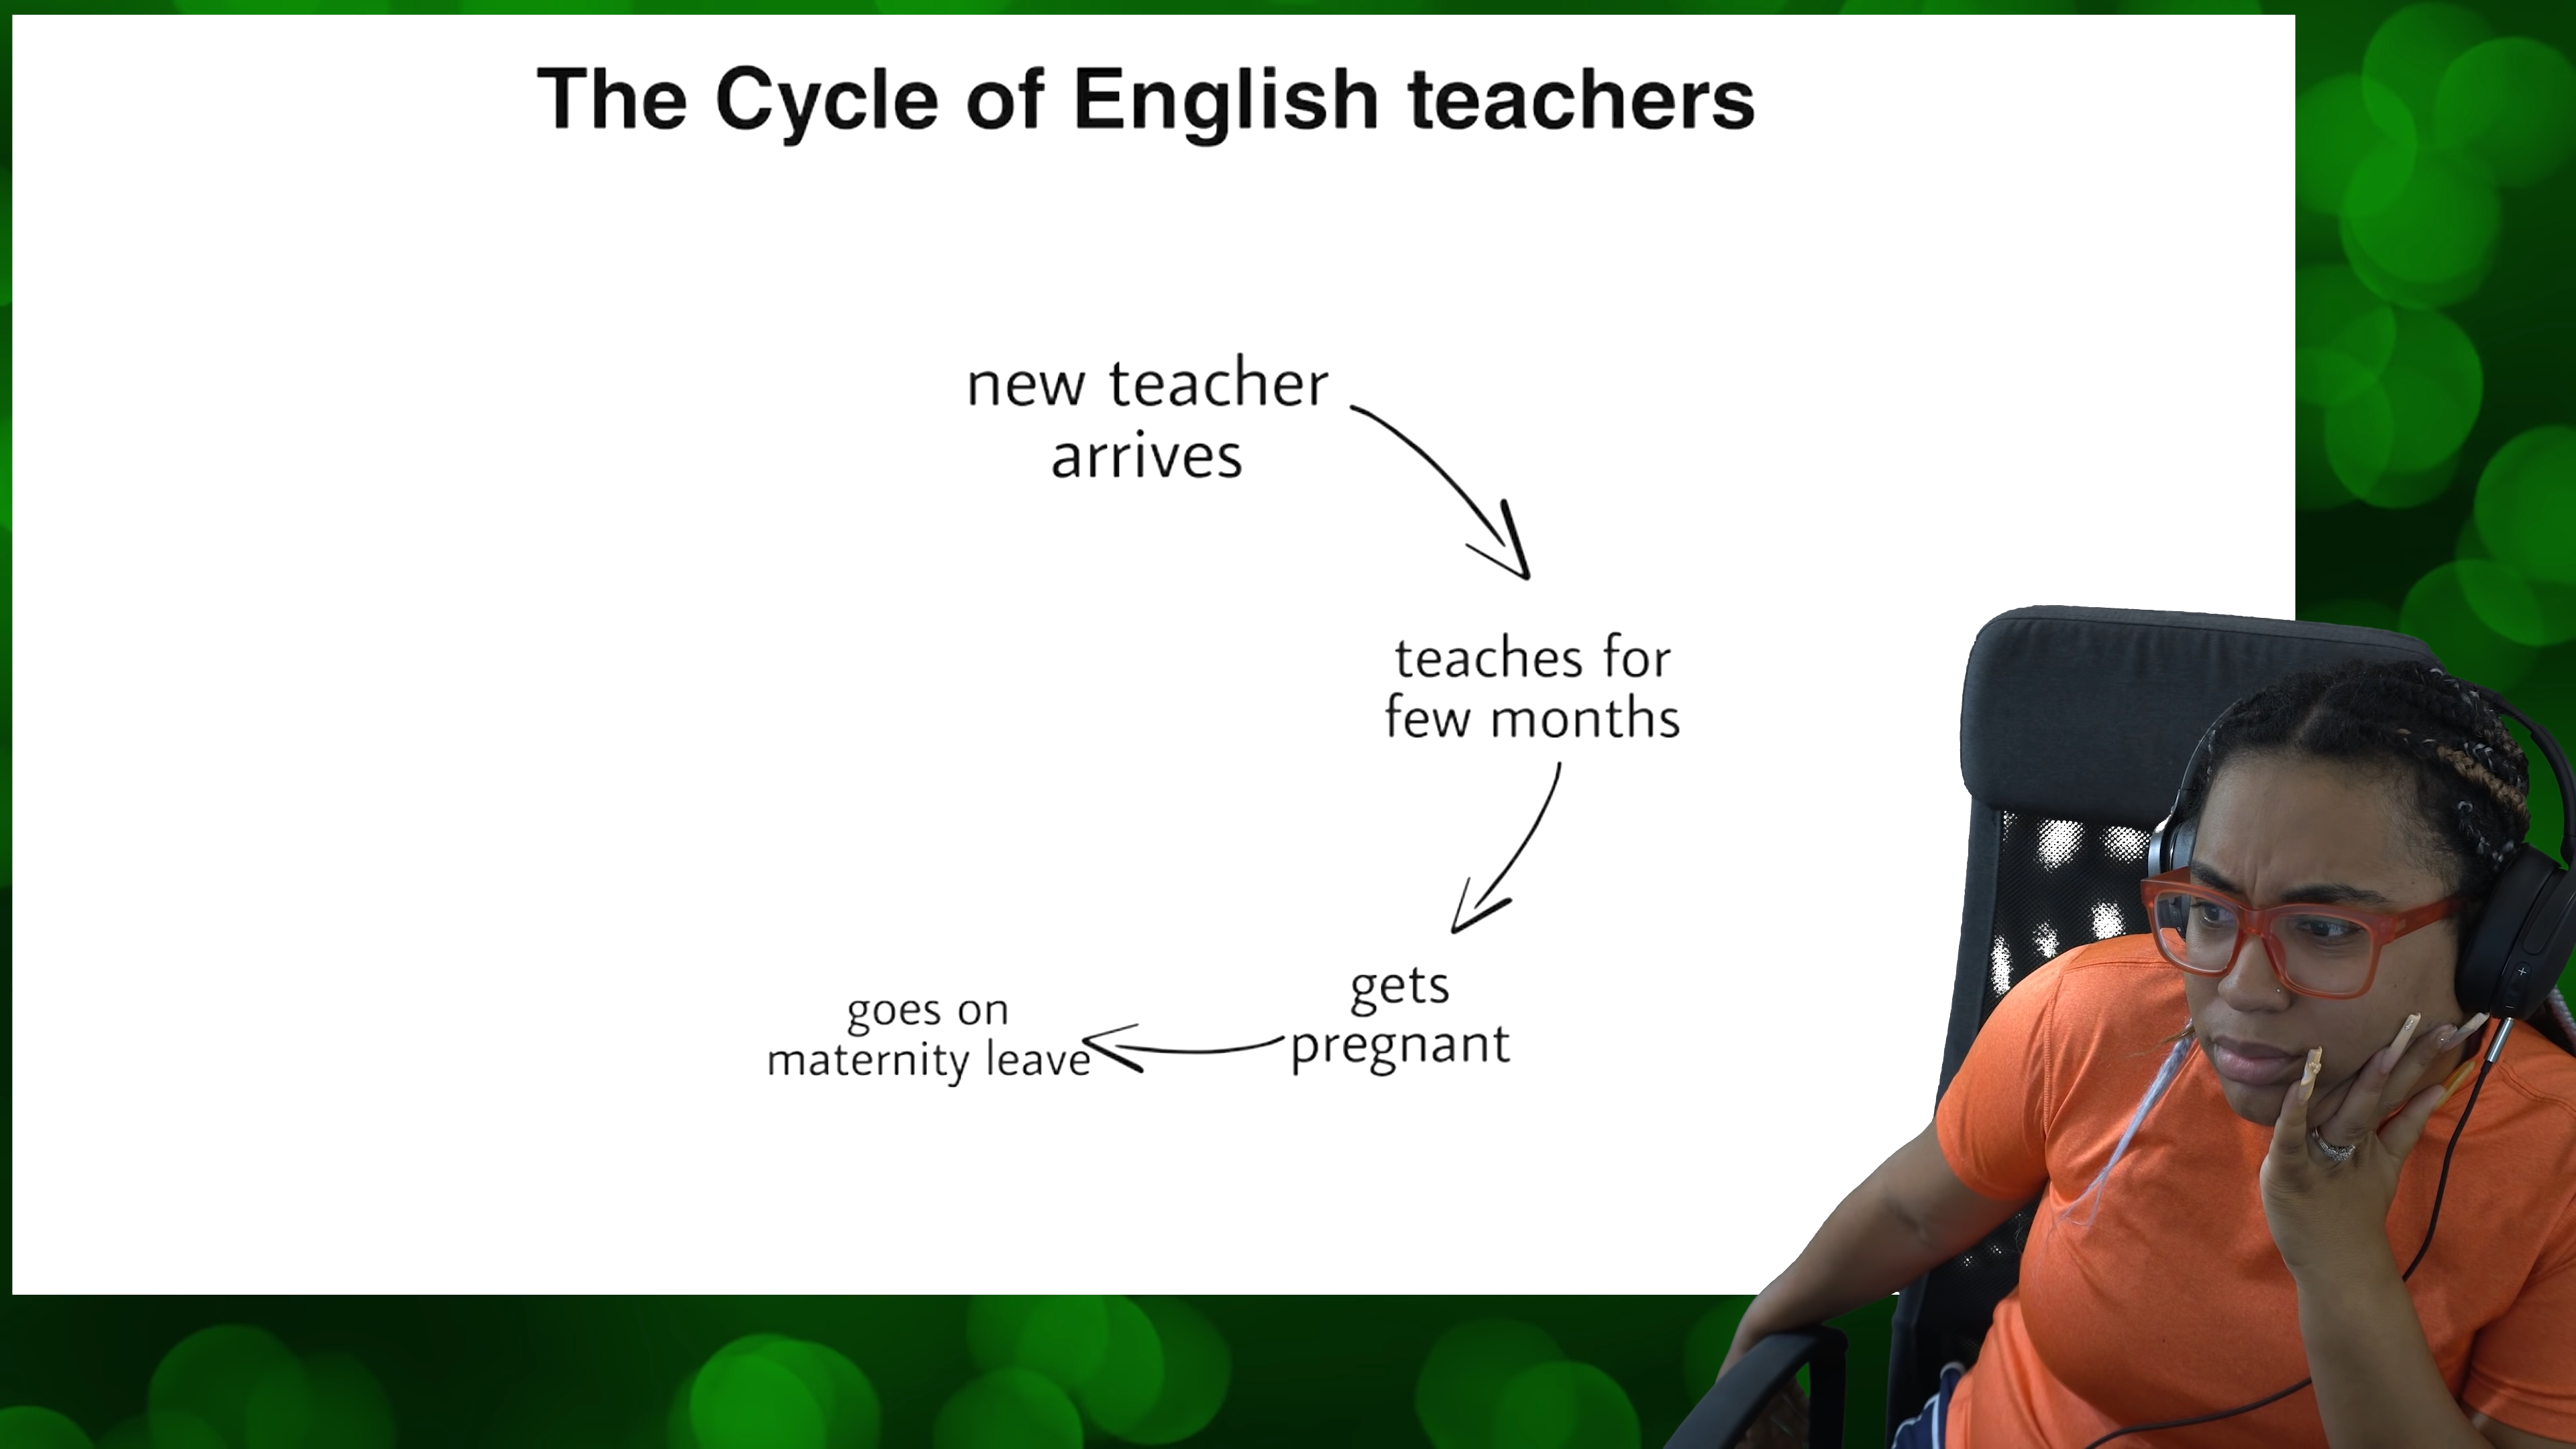 The Cycle of English teachers
new teacher
arrives
teaches for
few months
gets
pregnant
goes on
maternity leave